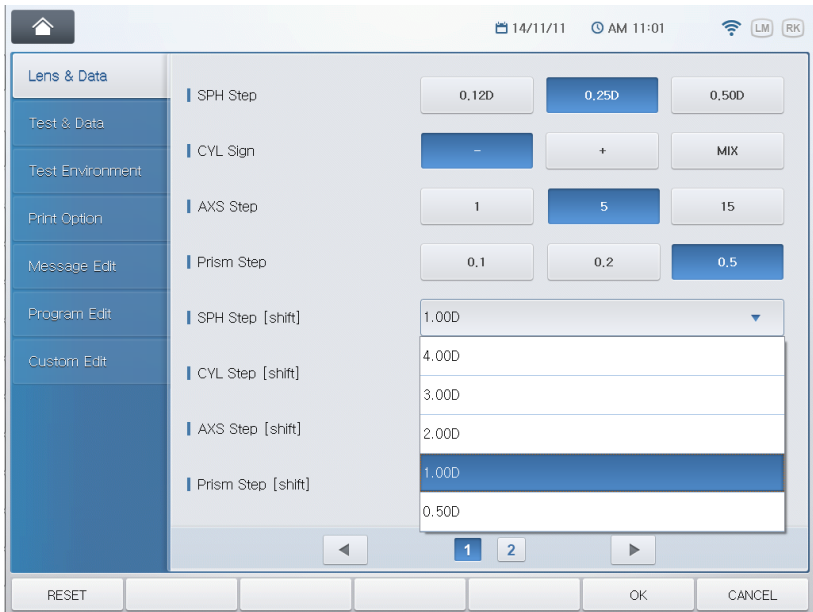 14/11/11 AM 11:01 LM RK
Lens & Data
Test & Data
Test Environment
Print Option
Message Edit
Program Edit
Custom Edit
SPH Step 0.12D 0.25D 0.50D
CYL Sign - + MIX
AXS Step 1 5 15
Prism Step 0.1 0.2 0.5
SPH Step [shift] 1.00D
4.00D
CYL Step [shift]
3.00D
AXS Step [shift] 2.00D
1.00D
Prism Step [shift]
0.50D
1 2
RESET OK CANCEL